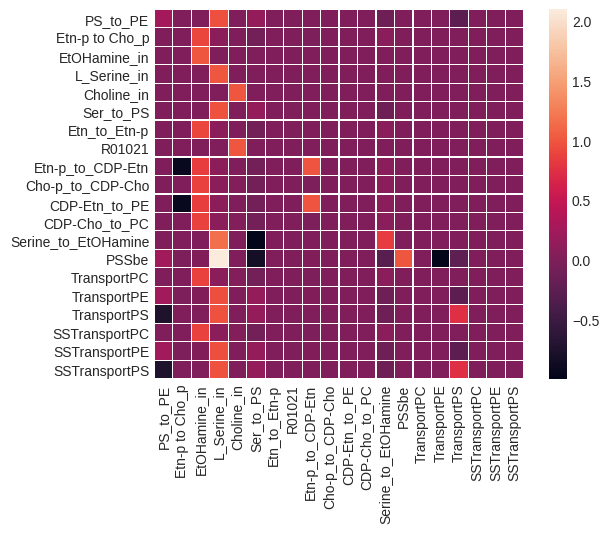 PS_to_PE
Etn-p to Cho_p
EtOHamine_in
L_Serine_in
Choline_in
Ser_to_PS
Etn_to_Etn-p
R01021
Etn-p_to_CDP-Etn
Cho-p_to_CDP-Cho
CDP-Etn_to_PE
CDP-Cho_to_PC
Serine_to_EtOHamine
PSSbe
TransportPC
TransportPE
TransportPS
SSTransportPC
SSTransportPE
SSTransportPS
PS_to_PE
Etn-p to Cho_p
EtOHamine_in
L_Serine_in
Choline_in
Ser_to_PS
Etn_to_Etn-p
R01021
Etn-p_to_CDP-Etn
Cho-p_to_CDP-Cho
CDP-Etn_to_PE
CDP-Cho_to_PC
Serine_to_EtOHamine
PSSbe
TransportPC
TransportPE
TransportPS
SSTransportPC
SSTransportPE
SSTransportPS
2.0
1.5
1.0
0.5
0.0
−0.5